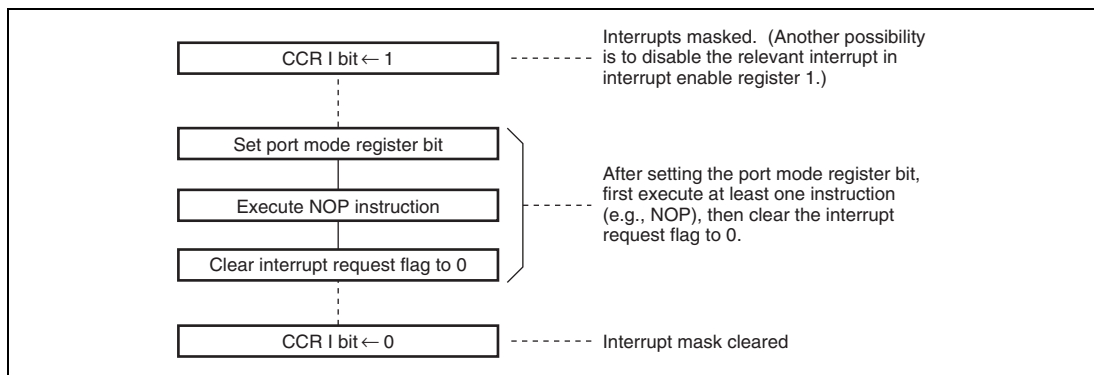 CCR I bit ← 1
Interrupts masked. (Another possibility
is to disable the relevant interrupt in
interrupt enable register 1.)
Set port mode register bit
Execute NOP instruction
Clear interrupt request flag to 0
After setting the port mode register bit,
first execute at least one instruction
(e.g., NOP), then clear the interrupt
request flag to 0.
CCR I bit ← 0
Interrupt mask cleared